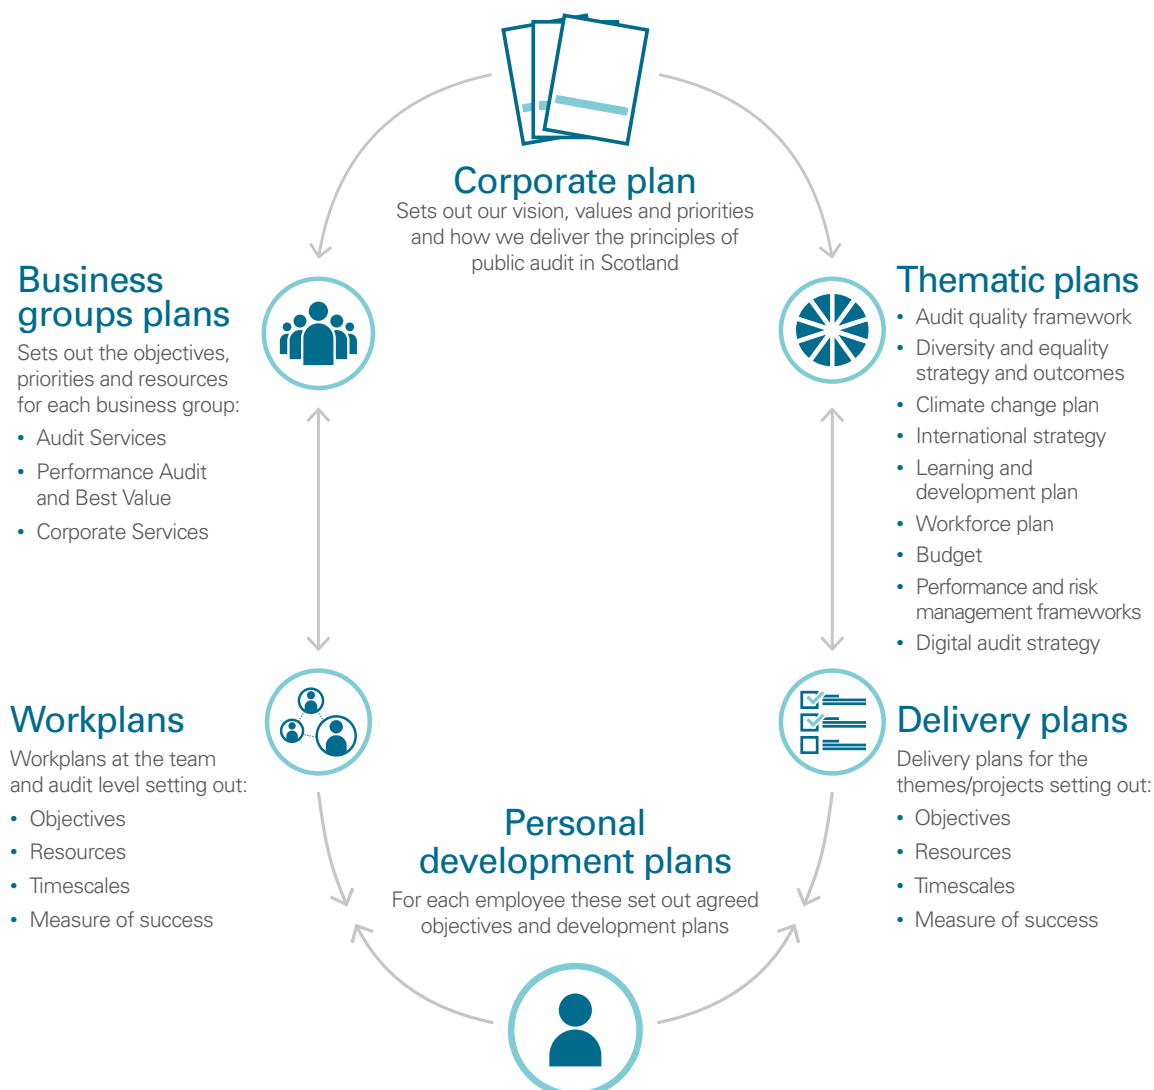 Corporate plan
Sets out our vision, values and priorities
and how we deliver the principles of
public audit in Scotland
Business
groups plans
Sets out the objectives,
priorities and resources
for each business group:
• Audit Services
• Performance Audit
and Best Value
• Corporate Services
Thematic plans
• Audit quality framework
• Diversity and equality
strategy and outcomes
• Climate change plan
• International strategy
• Learning and
development plan
• Workforce plan
• Budget
• Performance and risk
management frameworks
• Digital audit strategy
Workplans
Workplans at the team
and audit level setting out:
• Objectives
• Resources
• Timescales
• Measure of success
Delivery plans
Delivery plans for the
themes/projects setting out:
• Objectives
• Resources
• Timescales
• Measure of success
Personal
development plans
For each employee these set out agreed
objectives and development plans